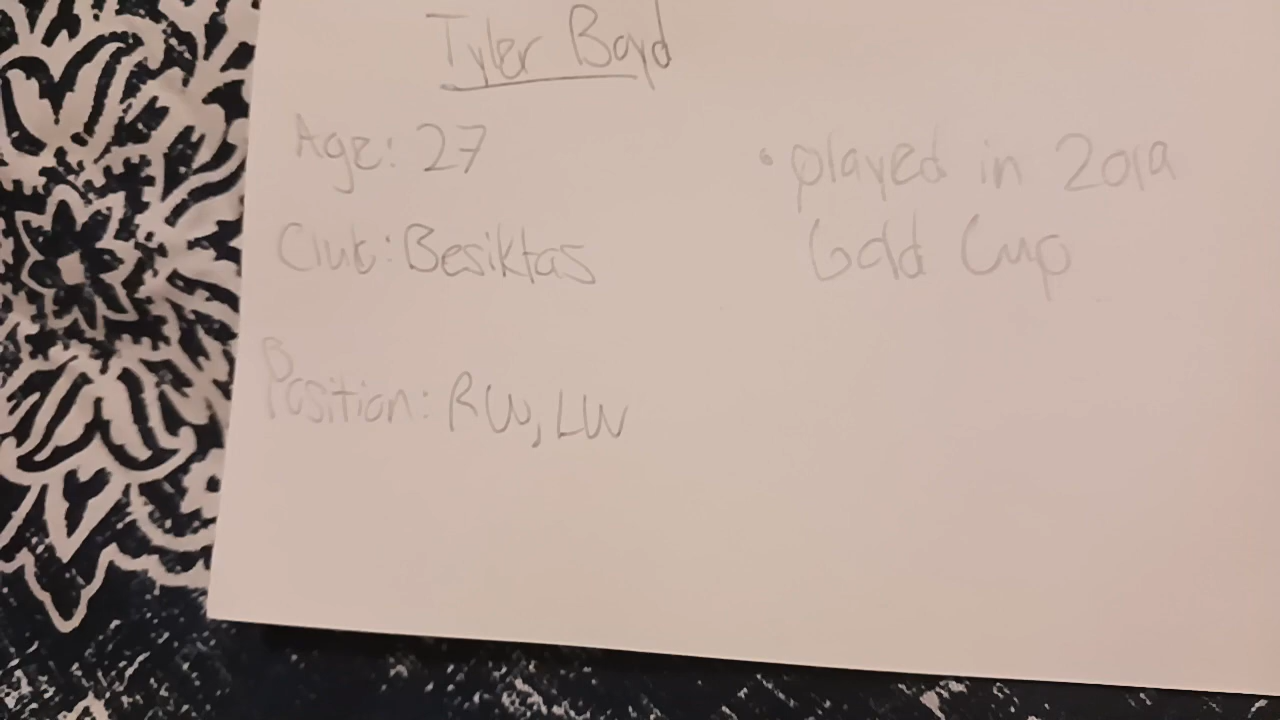 Tyler Boyd
Age: 27
Club: Besiktas
Position: RW, LW
• played in 2019
Gold Cup